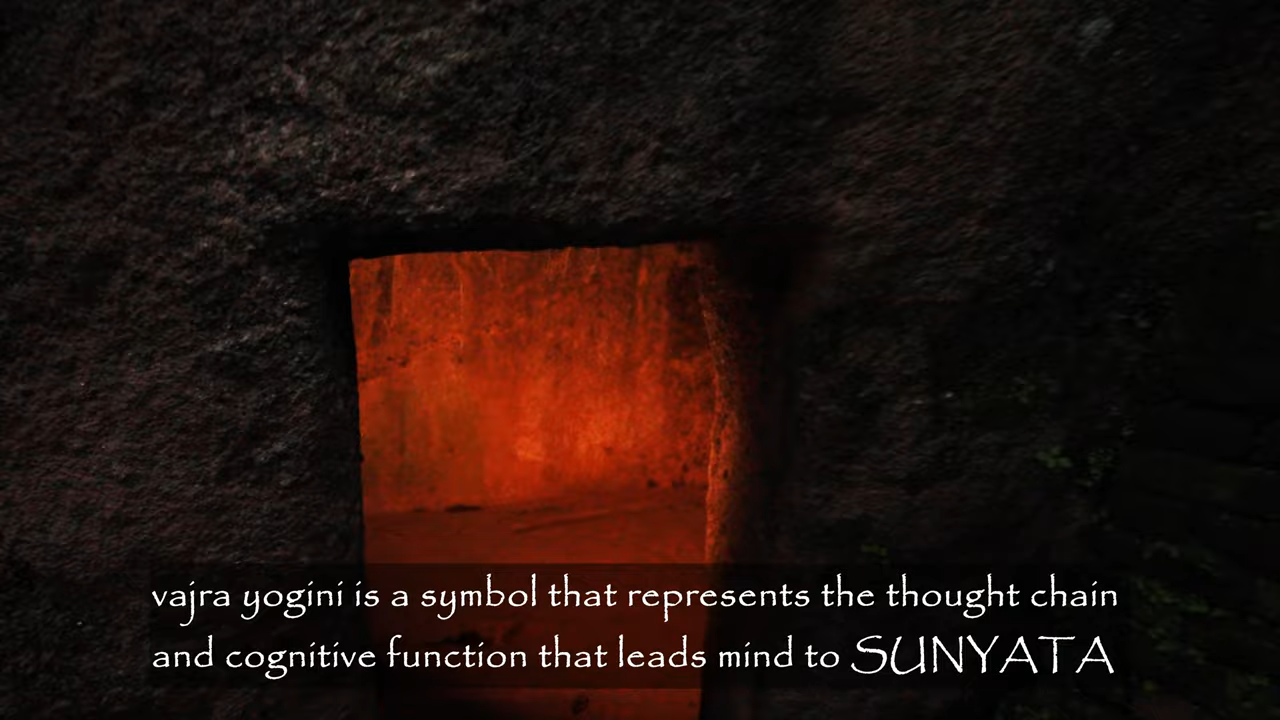 vajra yogini is a symbol that represents the thought chain
and cognitive function that leads mind to SUNYATA